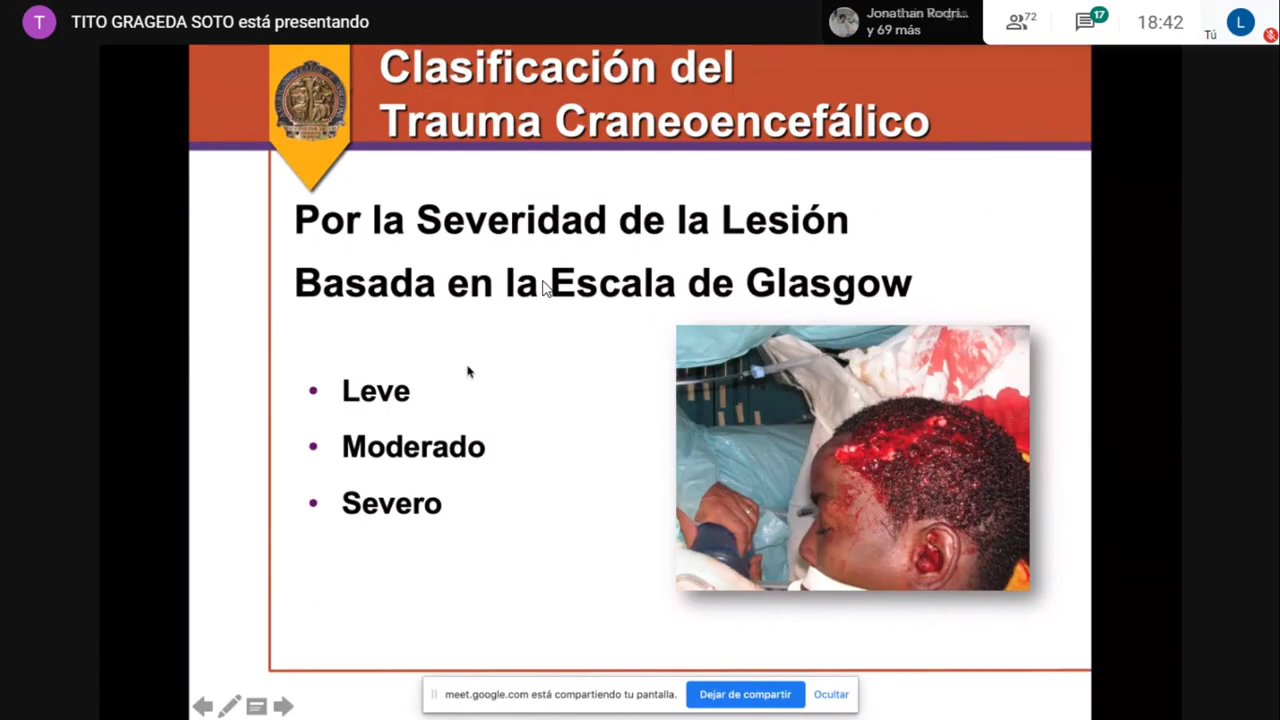 T
TITO GRAGEDA SOTO está presentando
Jonathan Rodri...
y 69 más
72
17
18:42
Tú
L
Clasificación del
Trauma Craneoencefálico
Por la Severidad de la Lesión
Basada en la Escala de Glasgow
• Leve
• Moderado
• Severo
meet.google.com está compartiendo tu pantalla.
Dejar de compartir
Ocultar